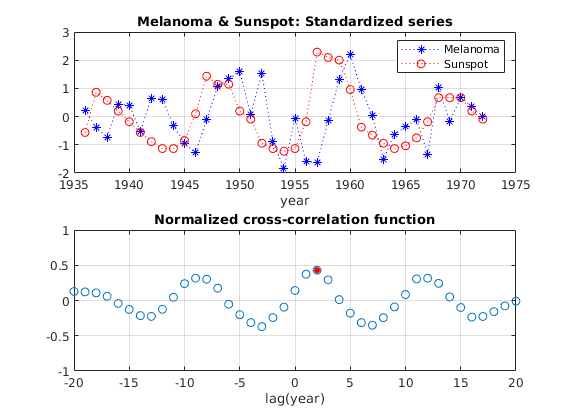 Melanoma & Sunspot: Standardized series
3
2
1
0
-1
-2
Melanoma
Sunspot
1935 1940 1945 1950 1955 1960 1965 1970 1975
year
Normalized cross-correlation function
1
0.5
0
-0.5
-1
-20 -15 -10 -5 0 5 10 15 20
lag(year)